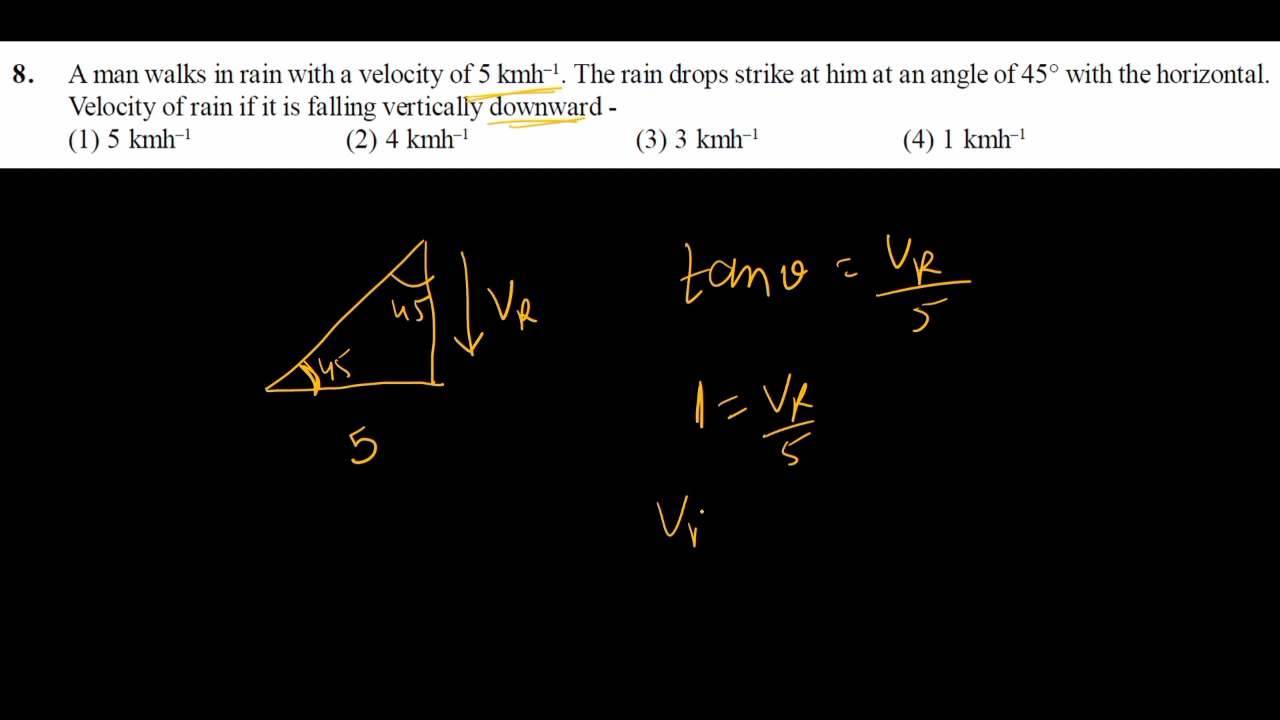 8. A man walks in rain with a velocity of 5 kmh⁻¹. The rain drops strike at him at an angle of 45° with the horizontal.
Velocity of rain if it is falling vertically downward -
(1) 5 kmh⁻¹ (2) 4 kmh⁻¹ (3) 3 kmh⁻¹ (4) 1 kmh⁻¹
tan θ = V_R / 5
45 V_R
45
1 = V_R / 5
5
V